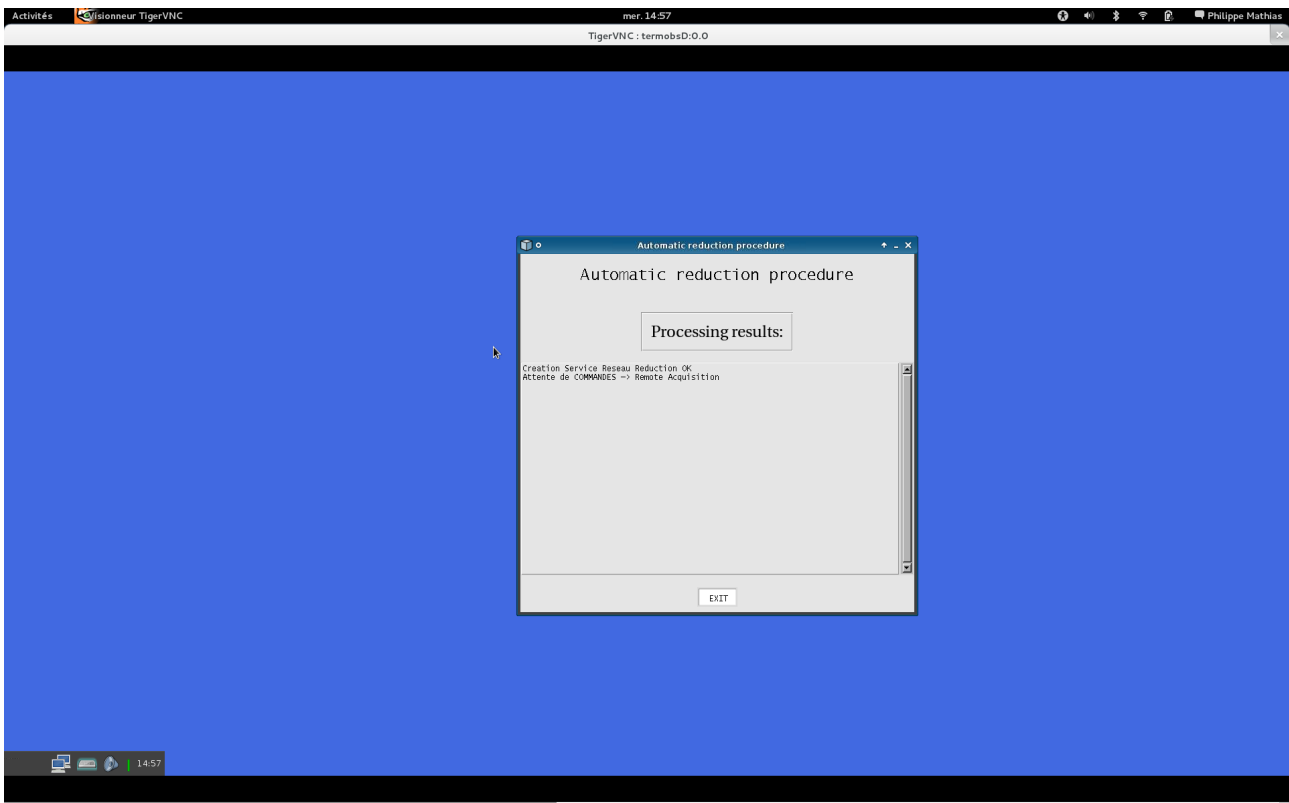 Activités Visionneur TigerVNC mer. 14:57 Philippe Mathias
TigerVNC : termobsD:0.0
Automatic reduction procedure
Automatic reduction procedure
Processing results:
Creation Service Reseau Reduction OK
Attente de COMMANDES -> Remote Acquisition
EXIT
14:57